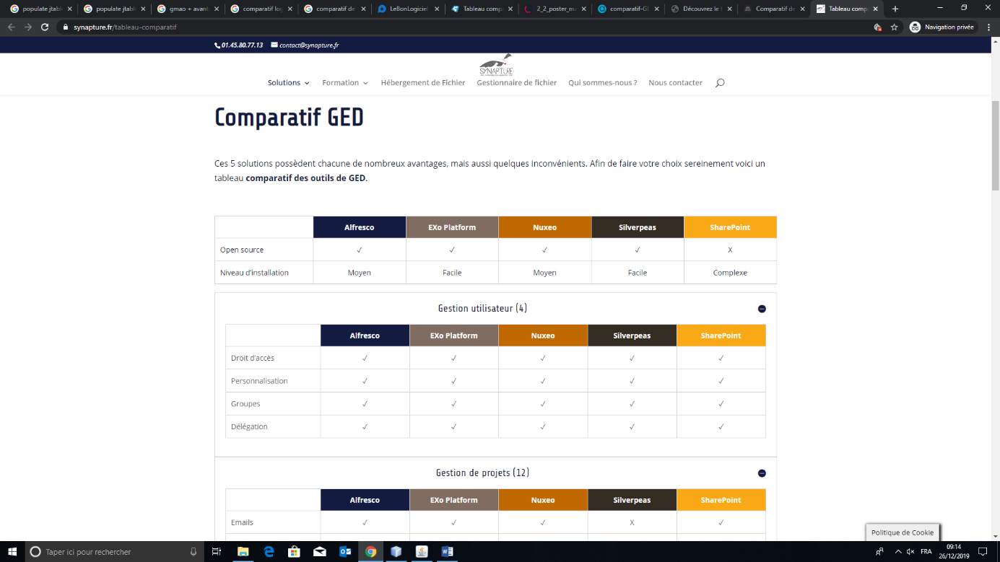 populate jtabl
populate jtabl
gmao + avant
comparatif log
comparatif de
LeBonLogiciel
Tableau comp
2_2_poster_ma
comparatif-GE
Découvrez le
Comparatif de
Tableau comp
synapture.fr/tableau-comparatif
Navigation privée
01.45.80.77.13 contact@synapture.fr
SYNAPTURE
Solutions Formation Hébergement de Fichier Gestionnaire de fichier Qui sommes-nous ? Nous contacter
Comparatif GED
Ces 5 solutions possèdent chacune de nombreux avantages, mais aussi quelques inconvénients. Afin de faire votre choix sereinement voici un
tableau comparatif des outils de GED.
Alfresco EXo Platform Nuxeo Silverpeas SharePoint
Open source ✓ ✓ ✓ ✓ X
Niveau d'installation Moyen Facile Moyen Facile Complexe
Gestion utilisateur (4)
Alfresco EXo Platform Nuxeo Silverpeas SharePoint
Droit d'accès ✓ ✓ ✓ ✓ ✓
Personnalisation ✓ ✓ ✓ ✓ ✓
Groupes ✓ ✓ ✓ ✓ ✓
Délégation ✓ ✓ ✓ ✓ ✓
Gestion de projets (12)
Alfresco EXo Platform Nuxeo Silverpeas SharePoint
Emails ✓ ✓ ✓ X ✓
Politique de Cookie
Taper ici pour rechercher
FRA
09:14
26/12/2019